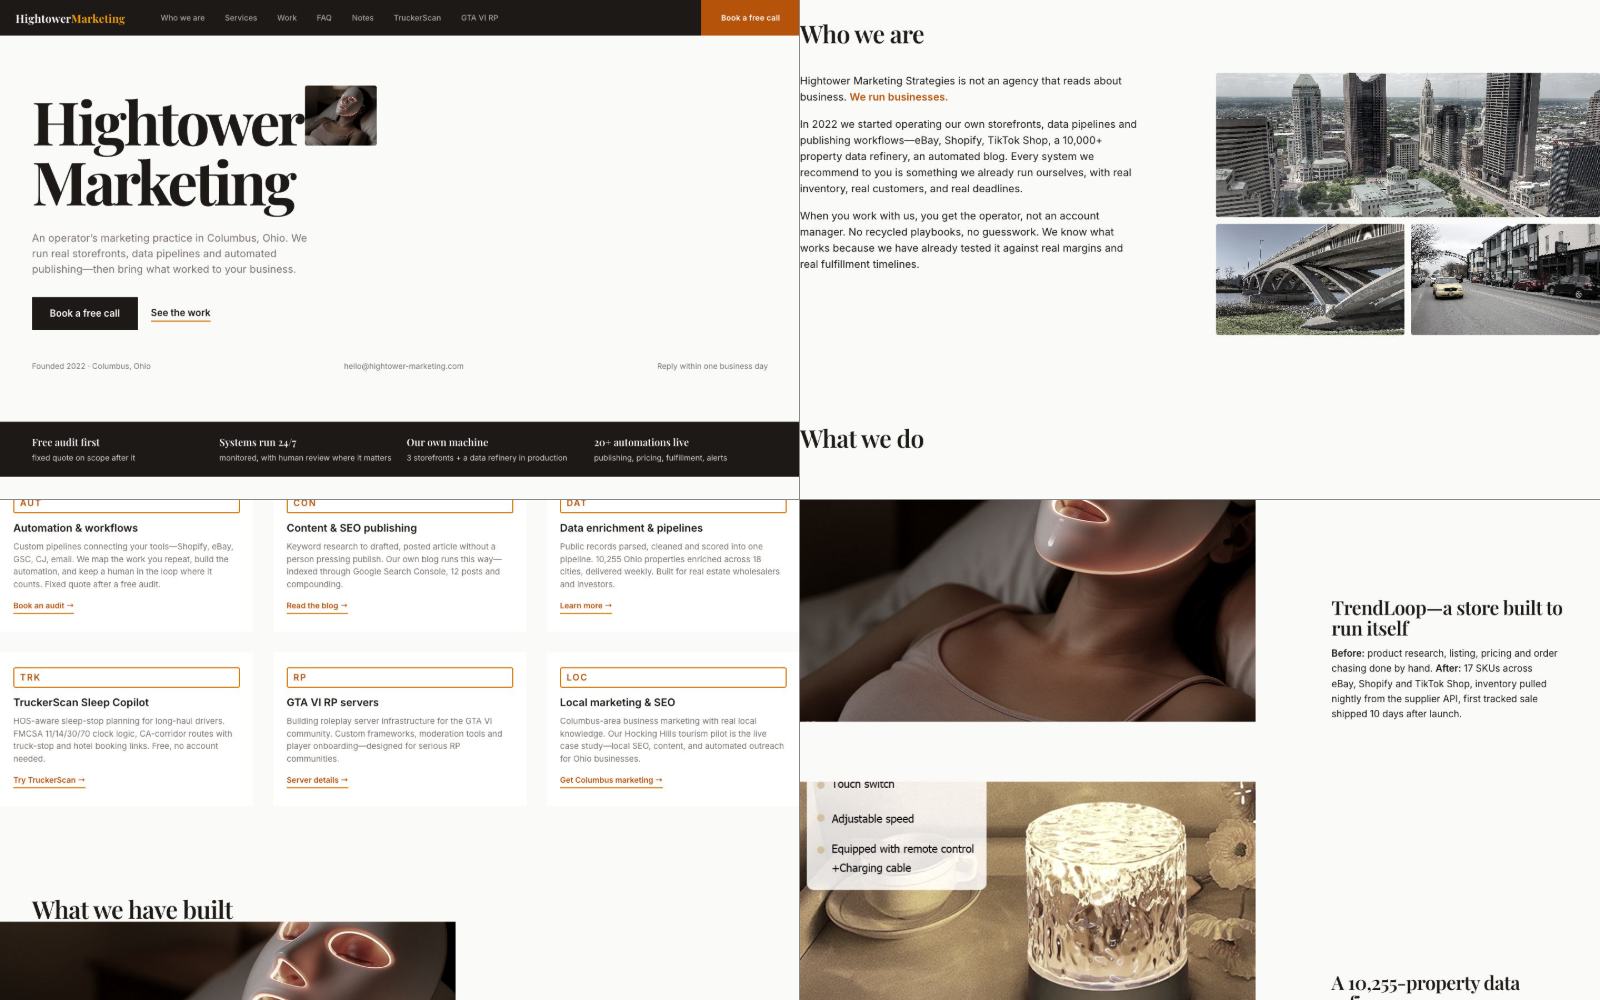 HightowerMarketing
Who we are
Services
Work
FAQ
Notes
TruckerScan
GTA VI RP
Book a free call
Hightower
Marketing
An operator's marketing practice in Columbus, Ohio. We
run real storefronts, data pipelines and automated
publishing—then bring what worked to your business.
Book a free call
See the work
Founded 2022 · Columbus, Ohio
hello@hightower-marketing.com
Reply within one business day
Free audit first
fixed quote on scope after it
Systems run 24/7
monitored, with human review where it matters
Our own machine
3 storefronts + a data refinery in production
20+ automations live
publishing, pricing, fulfillment, alerts
Who we are
Hightower Marketing Strategies is not an agency that reads about
business. We run businesses.
In 2022 we started operating our own storefronts, data pipelines and
publishing workflows—eBay, Shopify, TikTok Shop, a 10,000+
property data refinery, an automated blog. Every system we
recommend to you is something we already run ourselves, with real
inventory, real customers, and real deadlines.
When you work with us, you get the operator, not an account
manager. No recycled playbooks, no guesswork. We know what
works because we have already tested it against real margins and
real fulfillment timelines.
What we do
AUT
Automation & workflows
Custom pipelines connecting your tools—Shopify, eBay,
GSC, CJ, email. We map the work you repeat, build the
automation, and keep a human in the loop where it
counts. Fixed quote after a free audit.
Book an audit →
CON
Content & SEO publishing
Keyword research to drafted, posted article without a
person pressing publish. Our own blog runs this way—
indexed through Google Search Console, 12 posts and
compounding.
Read the blog →
DAT
Data enrichment & pipelines
Public records parsed, cleaned and scored into one
pipeline. 10,255 Ohio properties enriched across 18
cities, delivered weekly. Built for real estate wholesalers
and investors.
Learn more →
TRK
TruckerScan Sleep Copilot
HOS-aware sleep-stop planning for long-haul drivers.
FMCSA 11/14/30/70 clock logic, CA-corridor routes with
truck-stop and hotel booking links. Free, no account
needed.
Try TruckerScan →
RP
GTA VI RP servers
Building roleplay server infrastructure for the GTA VI
community. Custom frameworks, moderation tools and
player onboarding—designed for serious RP
communities.
Server details →
LOC
Local marketing & SEO
Columbus-area business marketing with real local
knowledge. Our Hocking Hills tourism pilot is the live
case study—local SEO, content, and automated outreach
for Ohio businesses.
Get Columbus marketing →
What we have built
TrendLoop—a store built to
run itself
Before: product research, listing, pricing and order
chasing done by hand. After: 17 SKUs across
eBay, Shopify and TikTok Shop, inventory pulled
nightly from the supplier API, first tracked sale
shipped 10 days after launch.
Touch switch
Adjustable speed
Equipped with remote control
+Charging cable
A 10,255-property data